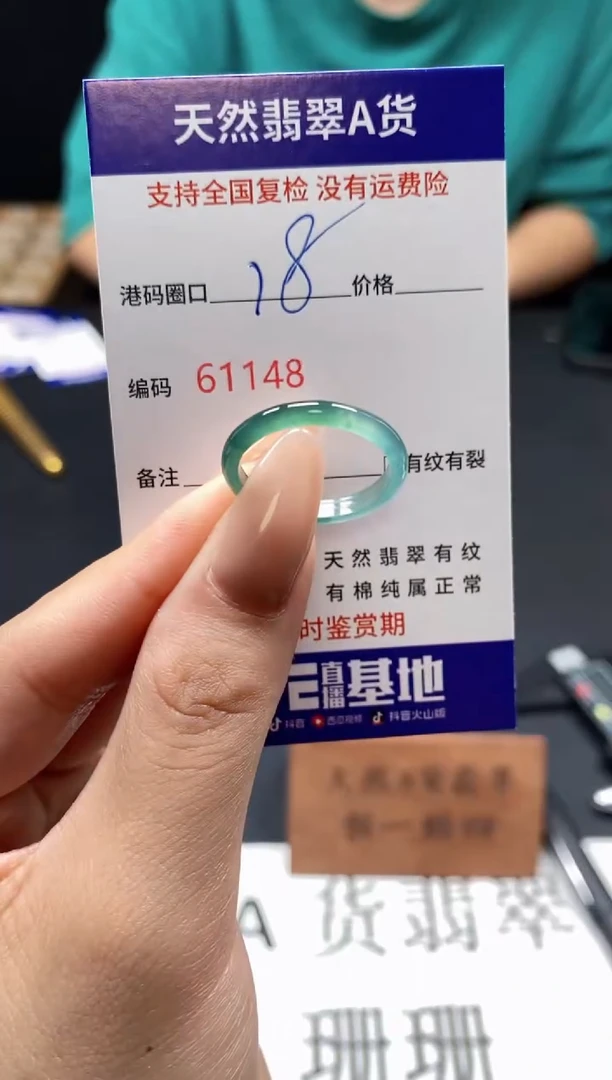 天然翡翠A货
支持全国复检 没有运费险
港码圈口 18 价格
编码 61148
备注 有纹有裂
天然翡翠有纹
有棉纯属正常
时鉴赏期
直播基地
抖音 西瓜视频 抖音火山版
A 货翡翠
珊珊